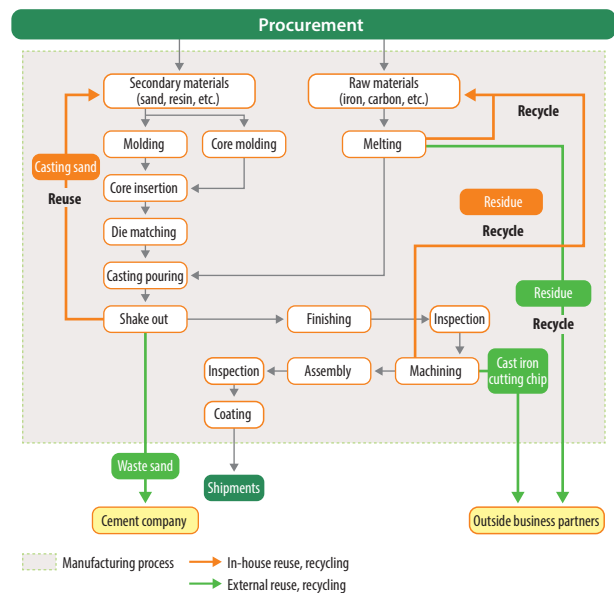 Procurement
Secondary materials
(sand, resin, etc.)
Raw materials
(iron, carbon, etc.)
Recycle
Molding
Core molding
Melting
Casting sand
Reuse
Core insertion
Residue
Recycle
Die matching
Casting pouring
Residue
Recycle
Shake out
Finishing
Inspection
Inspection
Assembly
Machining
Cast iron
cutting chip
Coating
Waste sand
Shipments
Cement company
Outside business partners
Manufacturing process
In-house reuse, recycling
External reuse, recycling